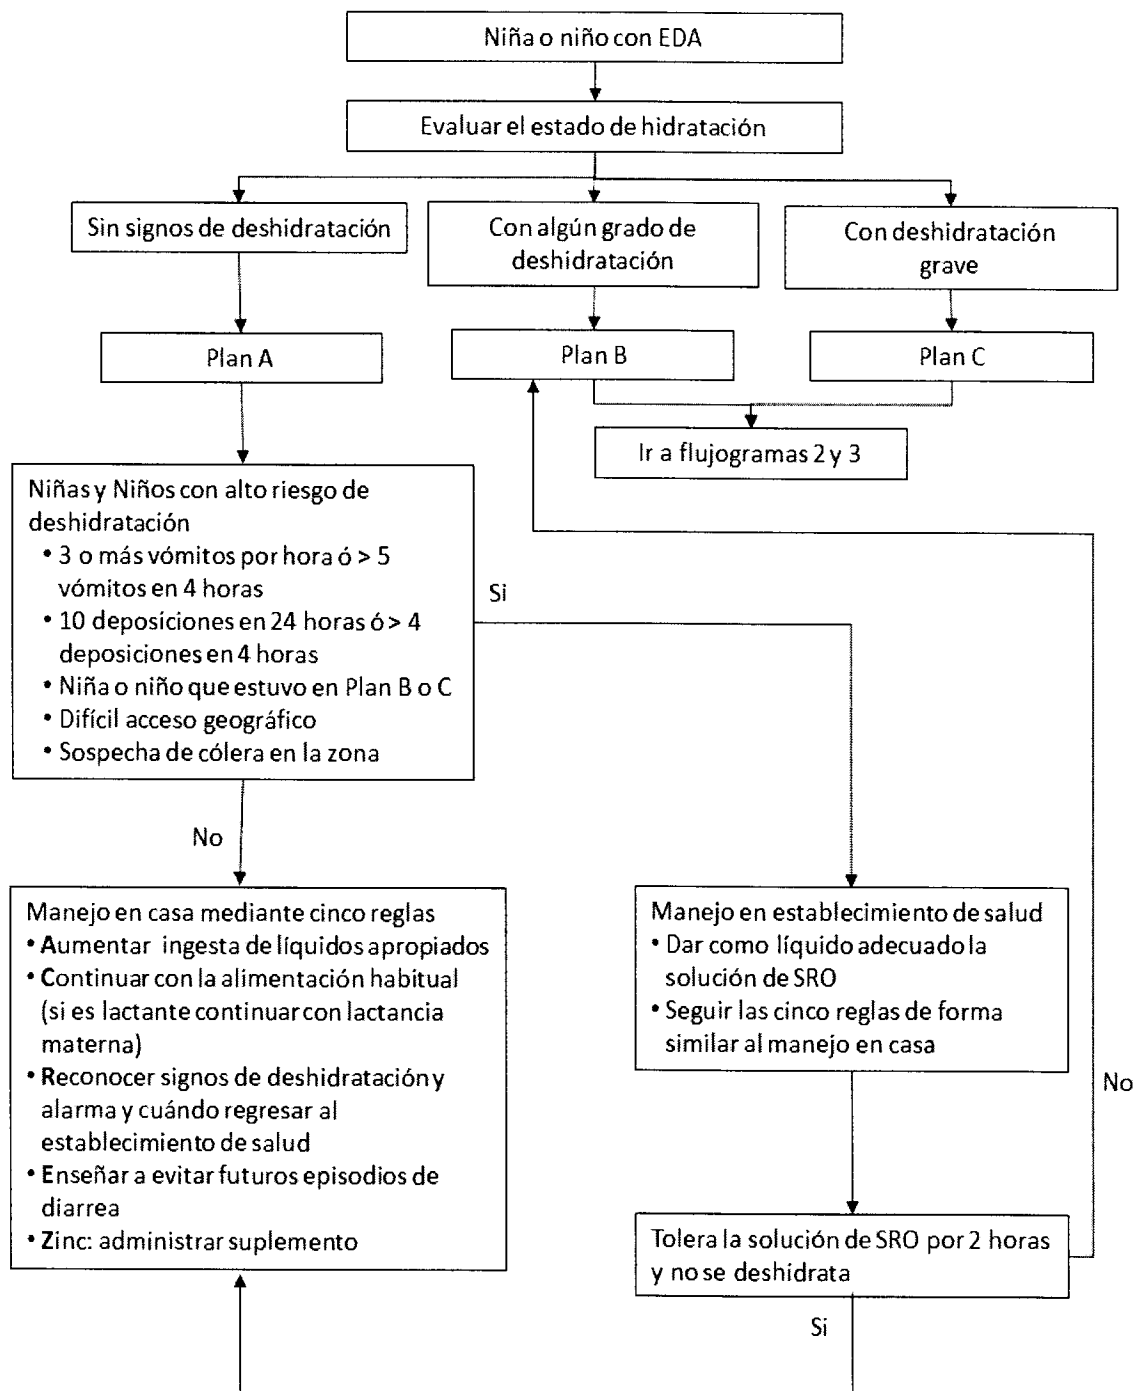 Niña o niño con EDA
Evaluar el estado de hidratación
Sin signos de deshidratación
Con algún grado de
deshidratación
Con deshidratación
grave
Plan A
Plan B
Plan C
Ir a flujogramas 2 y 3
Niñas y Niños con alto riesgo de
deshidratación
• 3 o más vómitos por hora ó > 5
vómitos en 4 horas
• 10 deposiciones en 24 horas ó > 4
deposiciones en 4 horas
• Niña o niño que estuvo en Plan B o C
• Difícil acceso geográfico
• Sospecha de cólera en la zona
Si
No
Manejo en casa mediante cinco reglas
• Aumentar ingesta de líquidos apropiados
• Continuar con la alimentación habitual
(si es lactante continuar con lactancia
materna)
• Reconocer signos de deshidratación y
alarma y cuándo regresar al
establecimiento de salud
• Enseñar a evitar futuros episodios de
diarrea
• Zinc: administrar suplemento
Manejo en establecimiento de salud
• Dar como líquido adecuado la
solución de SRO
• Seguir las cinco reglas de forma
similar al manejo en casa
No
Tolera la solución de SRO por 2 horas
y no se deshidrata
Si